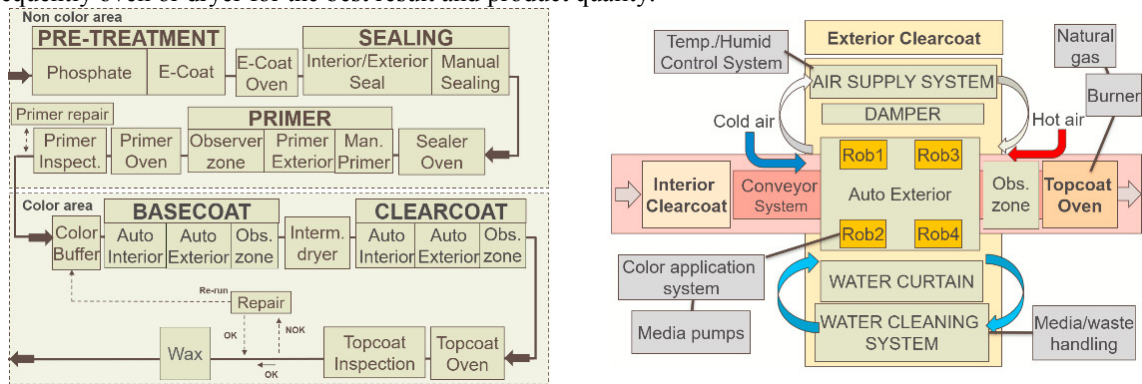 equently oven or dryer for the best result and product quality.
Non color area
PRE-TREATMENT
SEALING
Phosphate
E-Coat
E-Coat
Oven
Interior/Exterior
Seal
Manual
Sealing
Primer repair
PRIMER
Primer
Inspect.
Primer
Oven
Observer
zone
Primer
Exterior
Man.
Primer
Sealer
Oven
Color area
BASECOAT
CLEARCOAT
Color
Buffer
Auto
Interior
Auto
Exterior
Obs.
zone
Interm.
dryer
Auto
Interior
Auto
Exterior
Obs.
zone
Re-run
Repair
OK
NOK
OK
Wax
Topcoat
Inspection
Topcoat
Oven
Exterior Clearcoat
Temp./Humid
Control System
Natural
gas
AIR SUPPLY SYSTEM
Burner
DAMPER
Cold air
Hot air
Rob1
Rob3
Interior
Clearcoat
Conveyor
System
Auto Exterior
Obs.
zone
Topcoat
Oven
Rob2
Rob4
Color application
system
WATER CURTAIN
Media pumps
WATER CLEANING
SYSTEM
Media/waste
handling